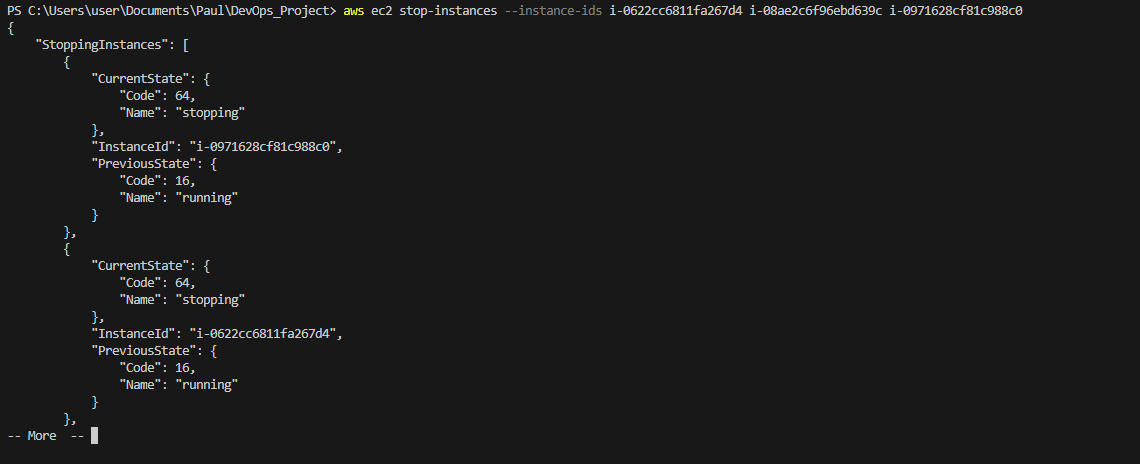 PS C:\Users\user\Documents\Paul\DevOps_Project> aws ec2 stop-instances --instance-ids i-0622cc6811fa267d4 i-08ae2c6f96ebd639c i-0971628cf81c988c0
{
    "StoppingInstances": [
        {
            "CurrentState": {
                "Code": 64,
                "Name": "stopping"
            },
            "InstanceId": "i-0971628cf81c988c0",
            "PreviousState": {
                "Code": 16,
                "Name": "running"
            }
        },
        {
            "CurrentState": {
                "Code": 64,
                "Name": "stopping"
            },
            "InstanceId": "i-0622cc6811fa267d4",
            "PreviousState": {
                "Code": 16,
                "Name": "running"
            }
        },
-- More  --